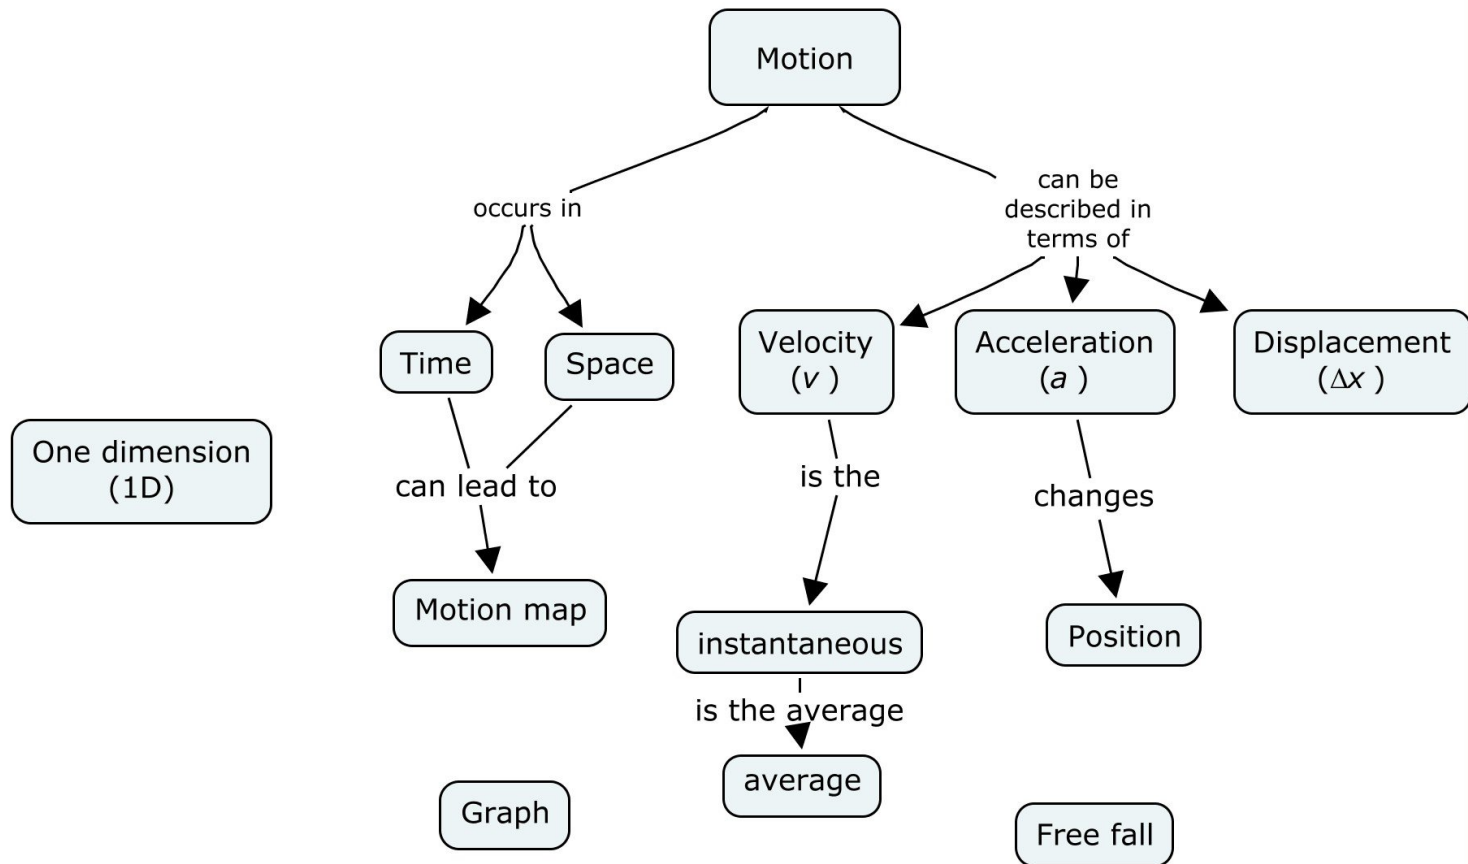 Motion
occurs in
can be
described in
terms of
Time
Space
Velocity
(v )
Acceleration
(a )
Displacement
(Δx )
One dimension
(1D)
can lead to
is the
changes
Motion map
instantaneous
Position
is the average
average
Graph
Free fall